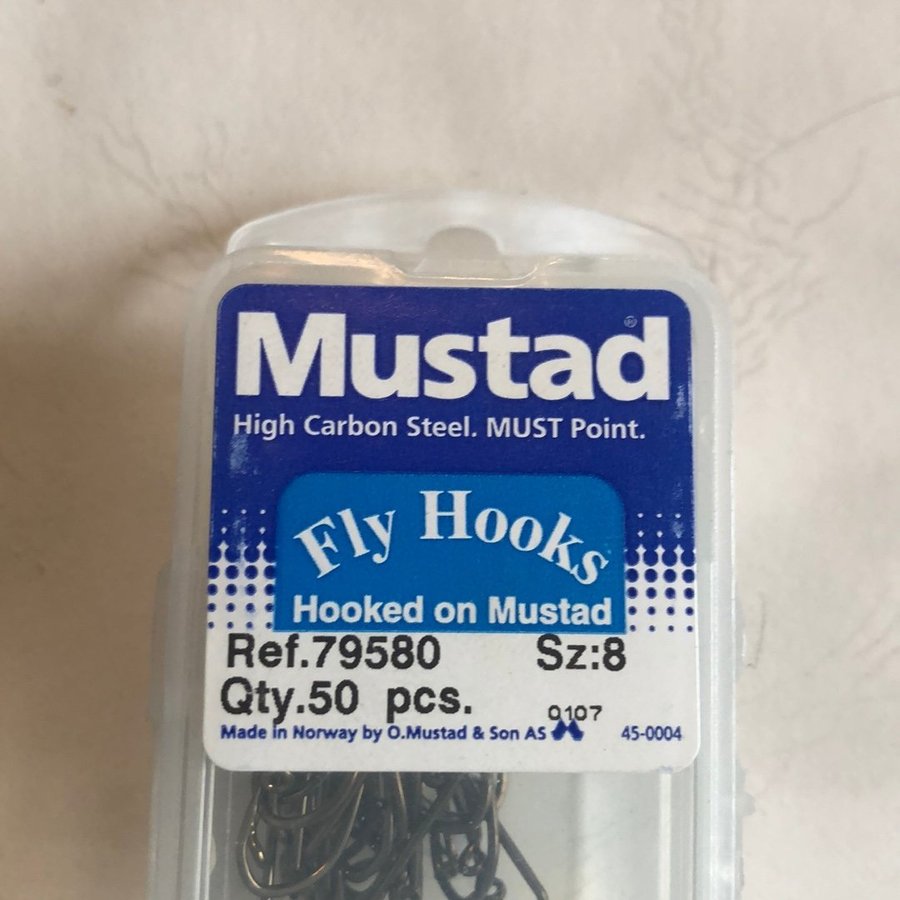 Mustad®
High Carbon Steel. MUST Point.
Fly Hooks
Hooked on Mustad
Ref.79580 Sz:8
Qty.50 pcs. 0107
Made in Norway by O.Mustad & Son AS 45-0004